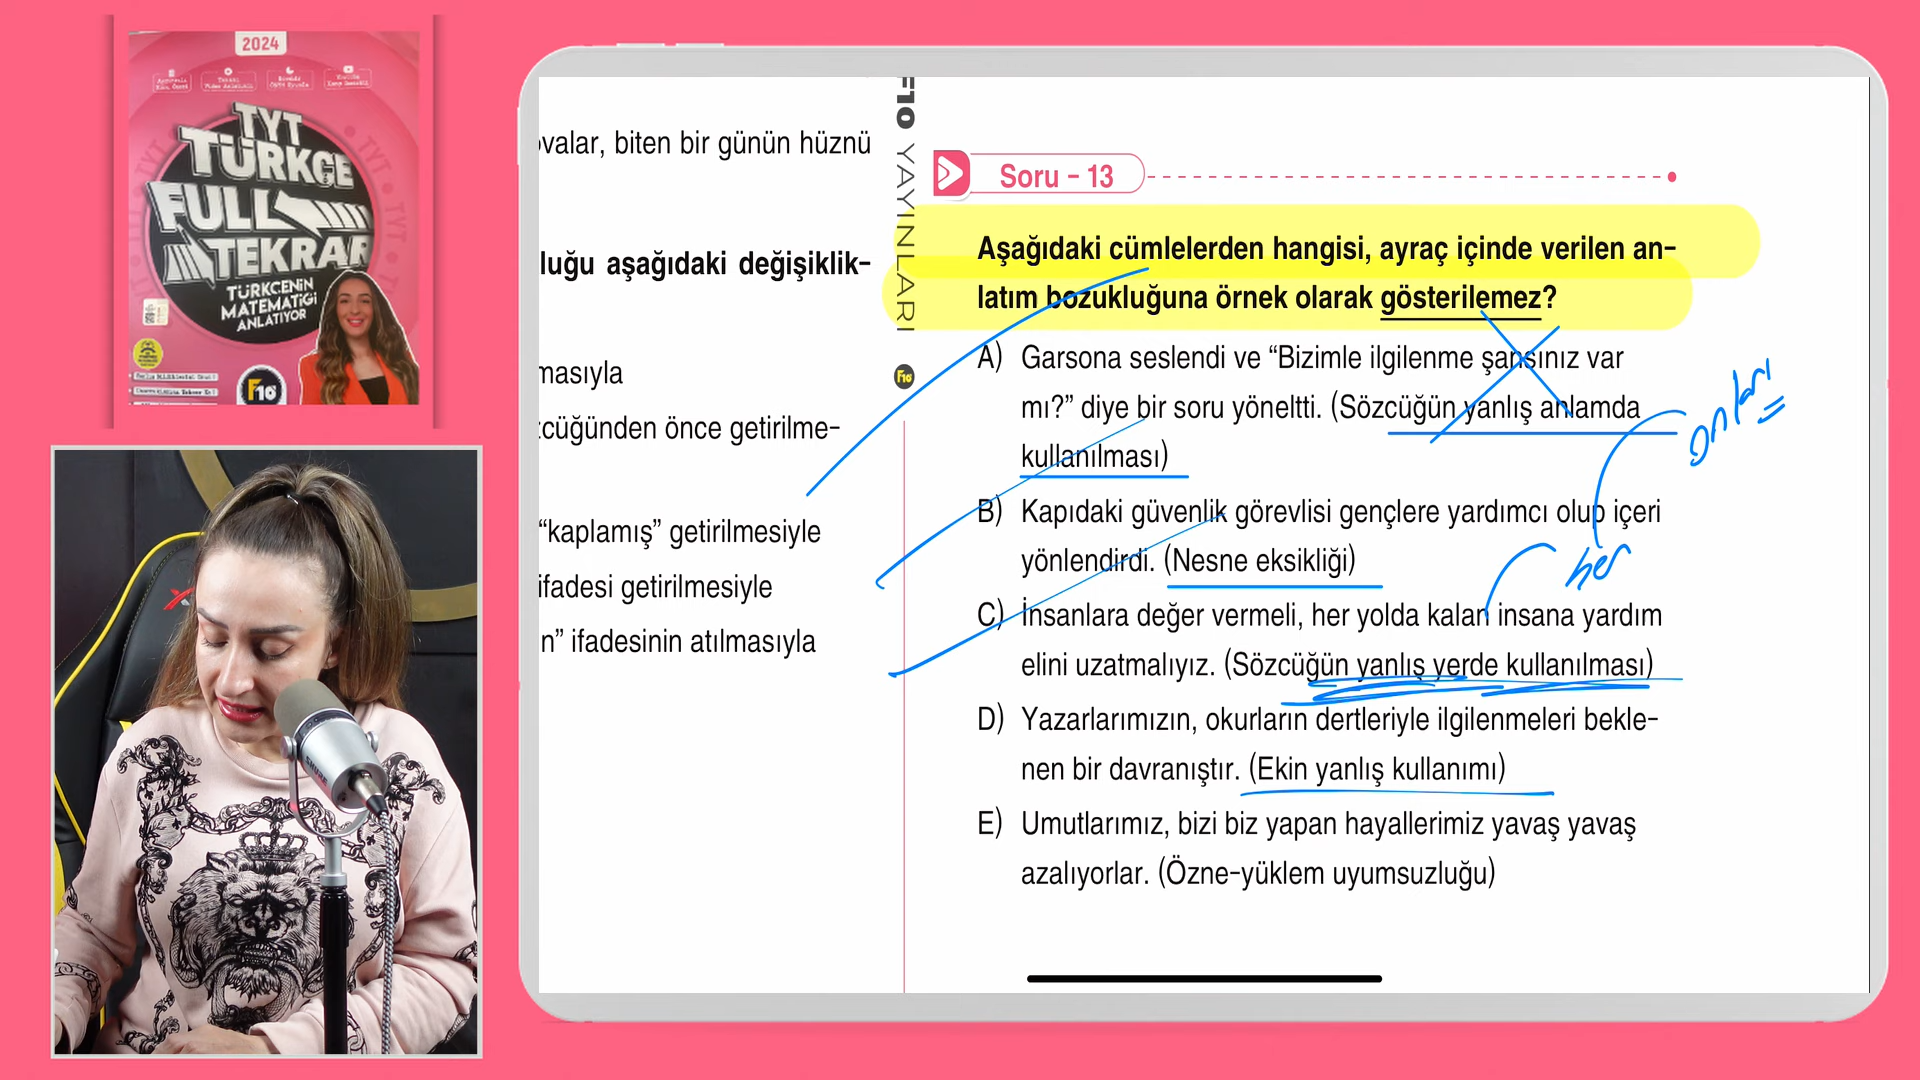 2024
TYT
TÜRKÇE
FULL
TEKRAR
TÜRKCENİN
MATEMATİGİ
ANLATIYOR
F10
ovalar, biten bir günün hüznü
luğu aşağıdaki değişiklik-
masıyla
cüğünden önce getirilme-
“kaplamış” getirilmesiyle
ifadesi getirilmesiyle
n” ifadesinin atılmasıyla
F10 YAYINLARI
F10
Soru - 13
Aşağıdaki cümlelerden hangisi, ayraç içinde verilen an-
latım bozukluğuna örnek olarak gösterilemez?
A) Garsona seslendi ve “Bizimle ilgilenme şansınız var
mı?” diye bir soru yöneltti. (Sözcüğün yanlış anlamda
kullanılması)
onları
B) Kapıdaki güvenlik görevlisi gençlere yardımcı olup içeri
yönlendirdi. (Nesne eksikliği)
her
C) İnsanlara değer vermeli, her yolda kalan insana yardım
elini uzatmalıyız. (Sözcüğün yanlış yerde kullanılması)
D) Yazarlarımızın, okurların dertleriyle ilgilenmeleri bekle-
nen bir davranıştır. (Ekin yanlış kullanımı)
E) Umutlarımız, bizi biz yapan hayallerimiz yavaş yavaş
azalıyorlar. (Özne-yüklem uyumsuzluğu)